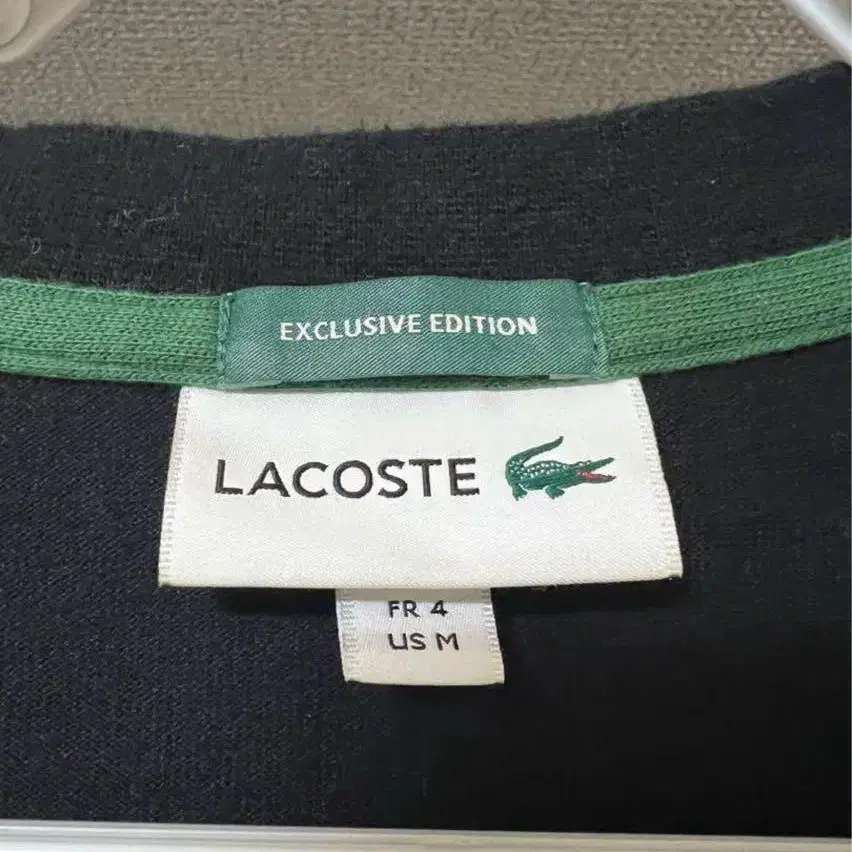 EXCLUSIVE EDITION
LACOSTE
FR 4
US M